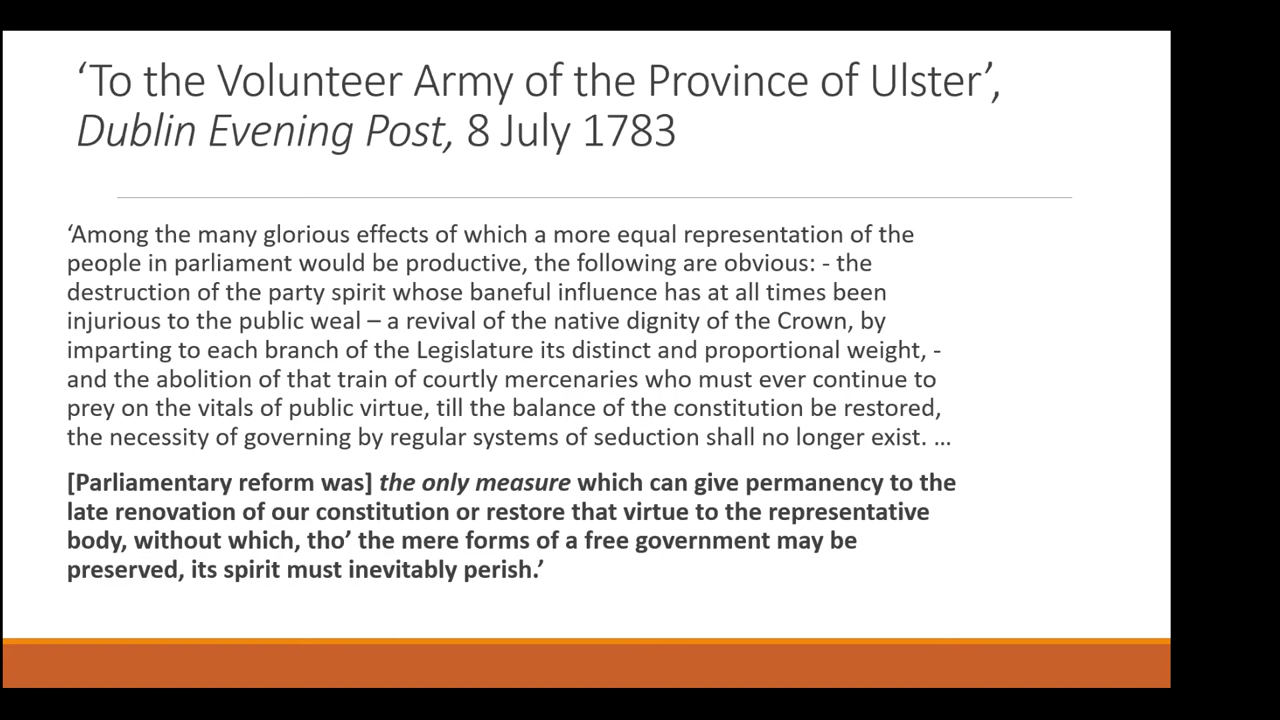 ‘To the Volunteer Army of the Province of Ulster’,
Dublin Evening Post, 8 July 1783
‘Among the many glorious effects of which a more equal representation of the
people in parliament would be productive, the following are obvious: - the
destruction of the party spirit whose baneful influence has at all times been
injurious to the public weal – a revival of the native dignity of the Crown, by
imparting to each branch of the Legislature its distinct and proportional weight, -
and the abolition of that train of courtly mercenaries who must ever continue to
prey on the vitals of public virtue, till the balance of the constitution be restored,
the necessity of governing by regular systems of seduction shall no longer exist. …
[Parliamentary reform was] the only measure which can give permanency to the
late renovation of our constitution or restore that virtue to the representative
body, without which, tho’ the mere forms of a free government may be
preserved, its spirit must inevitably perish.’